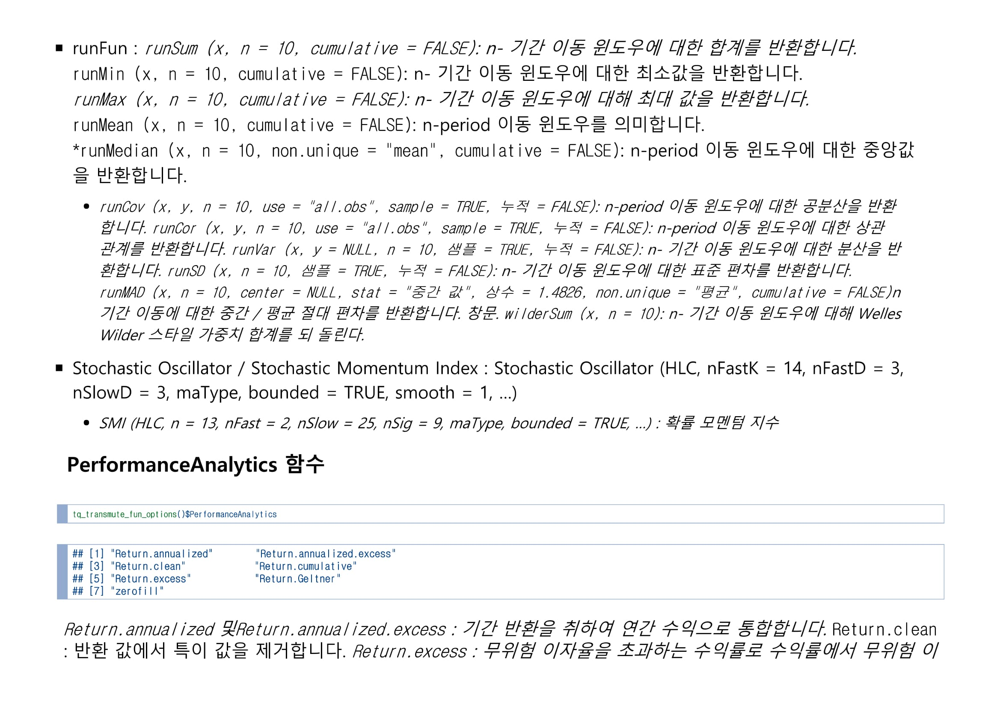 runFun : runSum (x, n = 10, cumulative = FALSE): n- 기간 이동 윈도우에 대한 합계를 반환합니다.
runMin (x, n = 10, cumulative = FALSE): n- 기간 이동 윈도우에 대한 최소값을 반환합니다.
runMax (x, n = 10, cumulative = FALSE): n- 기간 이동 윈도우에 대해 최대 값을 반환합니다.
runMean (x, n = 10, cumulative = FALSE): n-period 이동 윈도우를 의미합니다.
*runMedian (x, n = 10, non.unique = "mean", cumulative = FALSE): n-period 이동 윈도우에 대한 중앙값
을 반환합니다.
runCov (x, y, n = 10, use = "all.obs", sample = TRUE, 누적 = FALSE): n-period 이동 윈도우에 대한 공분산을 반환
합니다. runCor (x, y, n = 10, use = "all.obs", sample = TRUE, 누적 = FALSE): n-period 이동 윈도우에 대한 상관
관계를 반환합니다. runVar (x, y = NULL, n = 10, 샘플 = TRUE, 누적 = FALSE): n- 기간 이동 윈도우에 대한 분산을 반
환합니다. runSD (x, n = 10, 샘플 = TRUE, 누적 = FALSE): n- 기간 이동 윈도우에 대한 표준 편차를 반환합니다.
runMAD (x, n = 10, center = NULL, stat = "중간 값", 상수 = 1.4826, non.unique = "평균", cumulative = FALSE)n
기간 이동에 대한 중간 / 평균 절대 편차를 반환합니다. 창문. wilderSum (x, n = 10): n- 기간 이동 윈도우에 대해 Welles
Wilder 스타일 가중치 합계를 되 돌린다.
Stochastic Oscillator / Stochastic Momentum Index : Stochastic Oscillator (HLC, nFastK = 14, nFastD = 3,
nSlowD = 3, maType, bounded = TRUE, smooth = 1, …)
SMI (HLC, n = 13, nFast = 2, nSlow = 25, nSig = 9, maType, bounded = TRUE, …) : 확률 모멘텀 지수
PerformanceAnalytics 함수
tq_transmute_fun_options()$PerformanceAnalytics
## [1] "Return.annualized" "Return.annualized.excess"
## [3] "Return.clean" "Return.cumulative"
## [5] "Return.excess" "Return.Geltner"
## [7] "zerofill"
Return.annualized 및Return.annualized.excess : 기간 반환을 취하여 연간 수익으로 통합합니다. Return.clean
: 반환 값에서 특이 값을 제거합니다. Return.excess : 무위험 이자율을 초과하는 수익률로 수익률에서 무위험 이